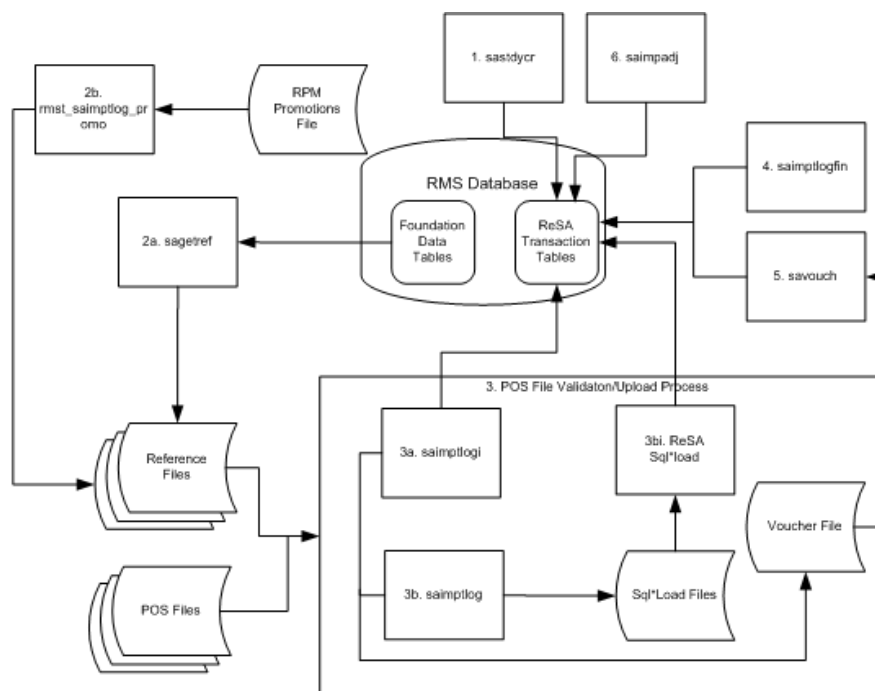 1. sastdycr
6. saimpadj
2b.
rmst_saimptlog_pr
omo
RPM
Promotions
File
RMS Database
4. saimptlogfin
2a. sagetref
Foundation
Data
Tables
ReSA
Transaction
Tables
5. savouch
3. POS File Validaton/Upload Process
Reference
Files
3a. saimptlogi
3bi. ReSA
Sql*load
Voucher File
POS Files
3b. saimptlog
Sql*Load Files